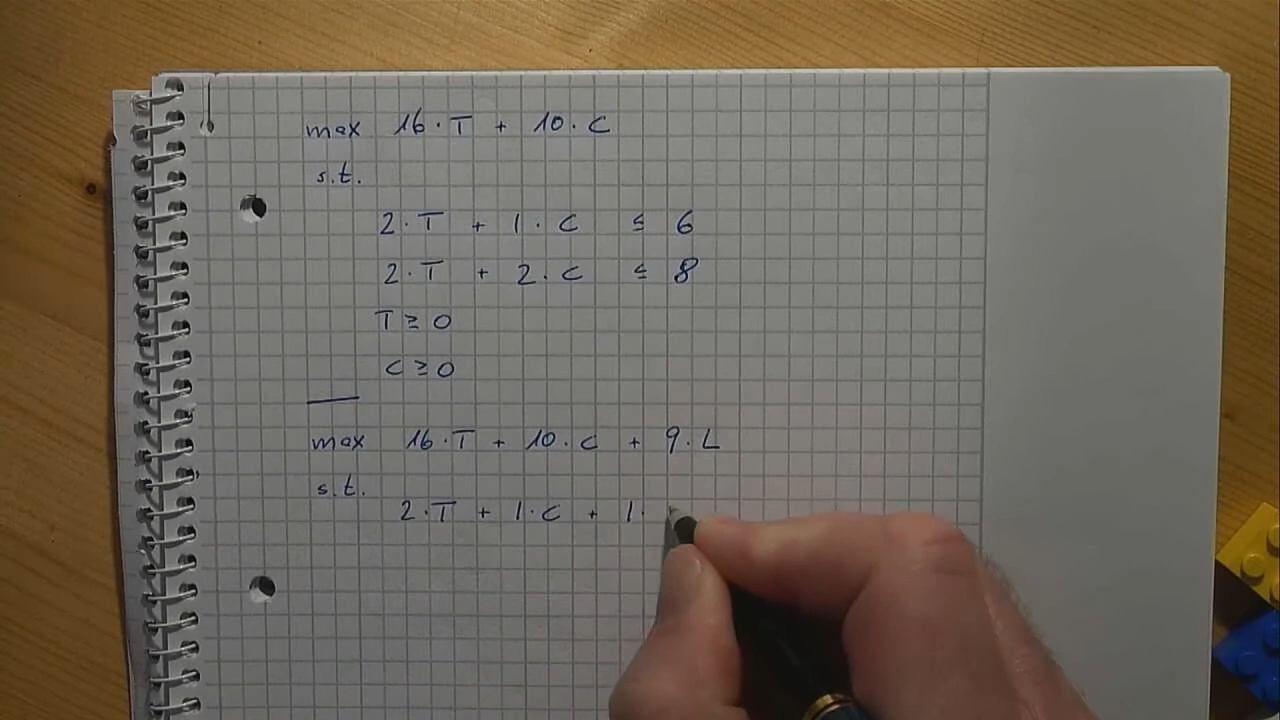 max 16·T + 10·C
s.t.
2·T + 1·C ≤ 6
2·T + 2·C ≤ 8
T ≥ 0
C ≥ 0
max 16·T + 10·C + 9·L
s.t.
2·T + 1·C + 1·